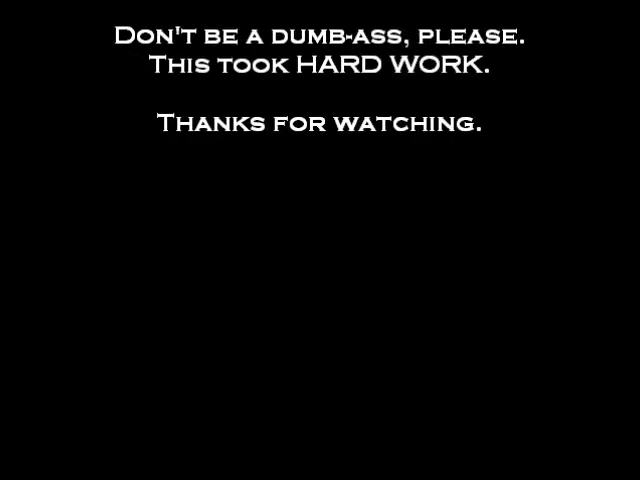 Don't be a dumb-ass, please.
This took HARD WORK.
Thanks for watching.